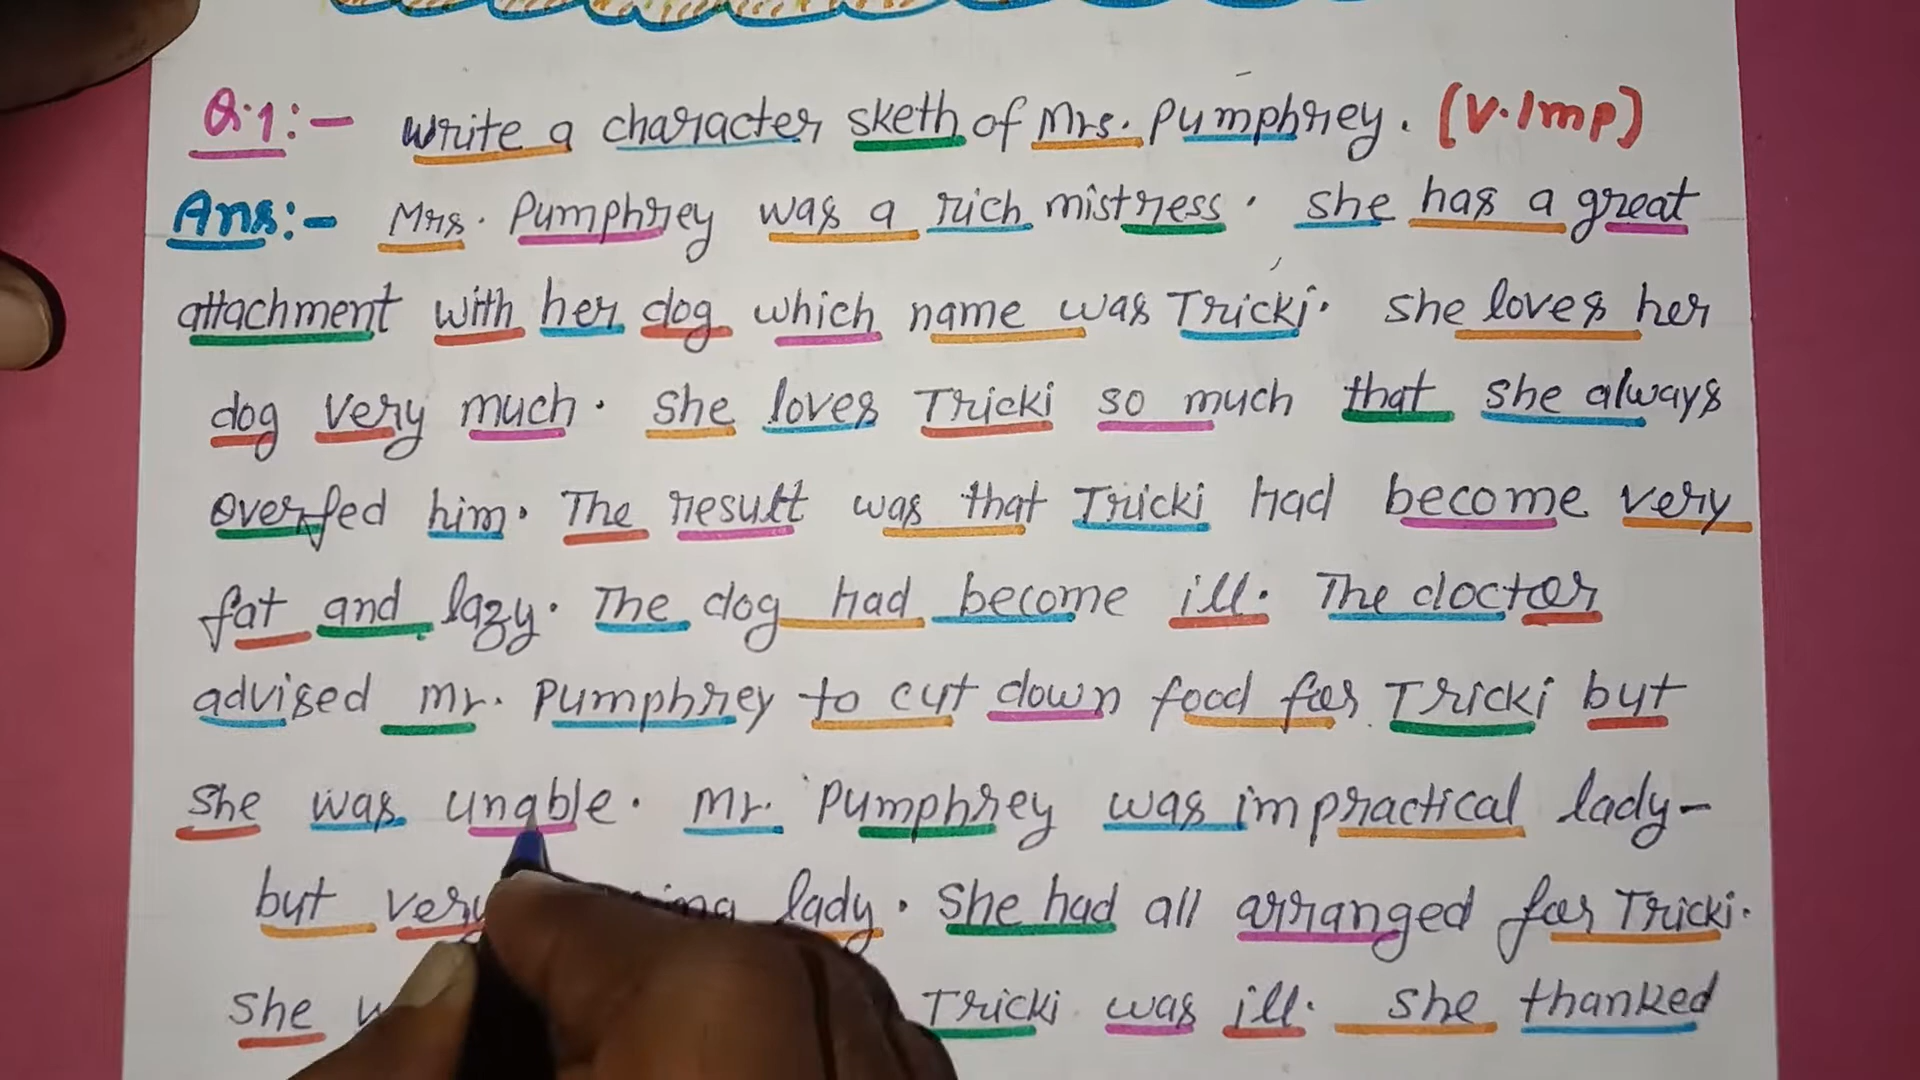 Q.1:- Write a character sketh of Mrs. Pumphrey. (V.Imp)
Ans:- Mrs. Pumphrey was a rich mistress. She has a great
attachment with her dog which name was Tricki. She loves her
dog very much. She loves Tricki so much that she always
overfed him. The result was that Tricki had become very
fat and lazy. The dog had become ill. The doctor
advised Mr. Pumphrey to cut down food for Tricki but
she was unable. Mr. Pumphrey was impractical lady-
but very lady. She had all arranged for Tricki.
She Tricki was ill. She thanked